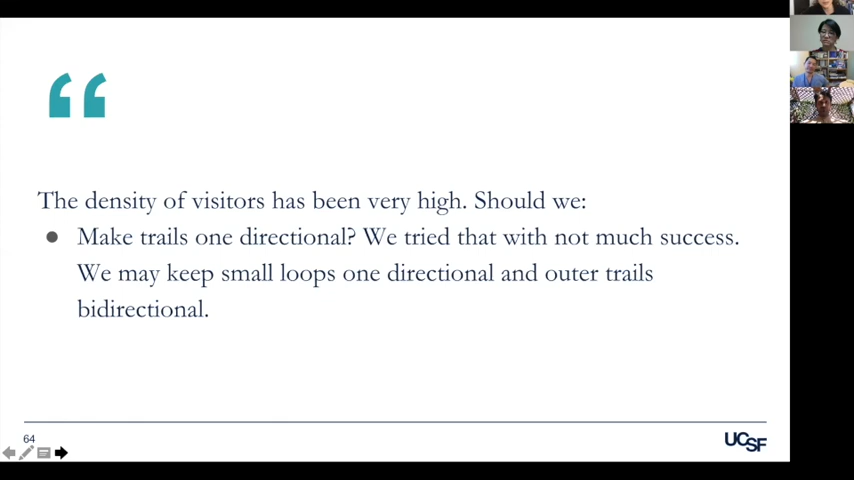 The density of visitors has been very high. Should we:
● Make trails one directional? We tried that with not much success.
We may keep small loops one directional and outer trails
bidirectional.
64
UCSF